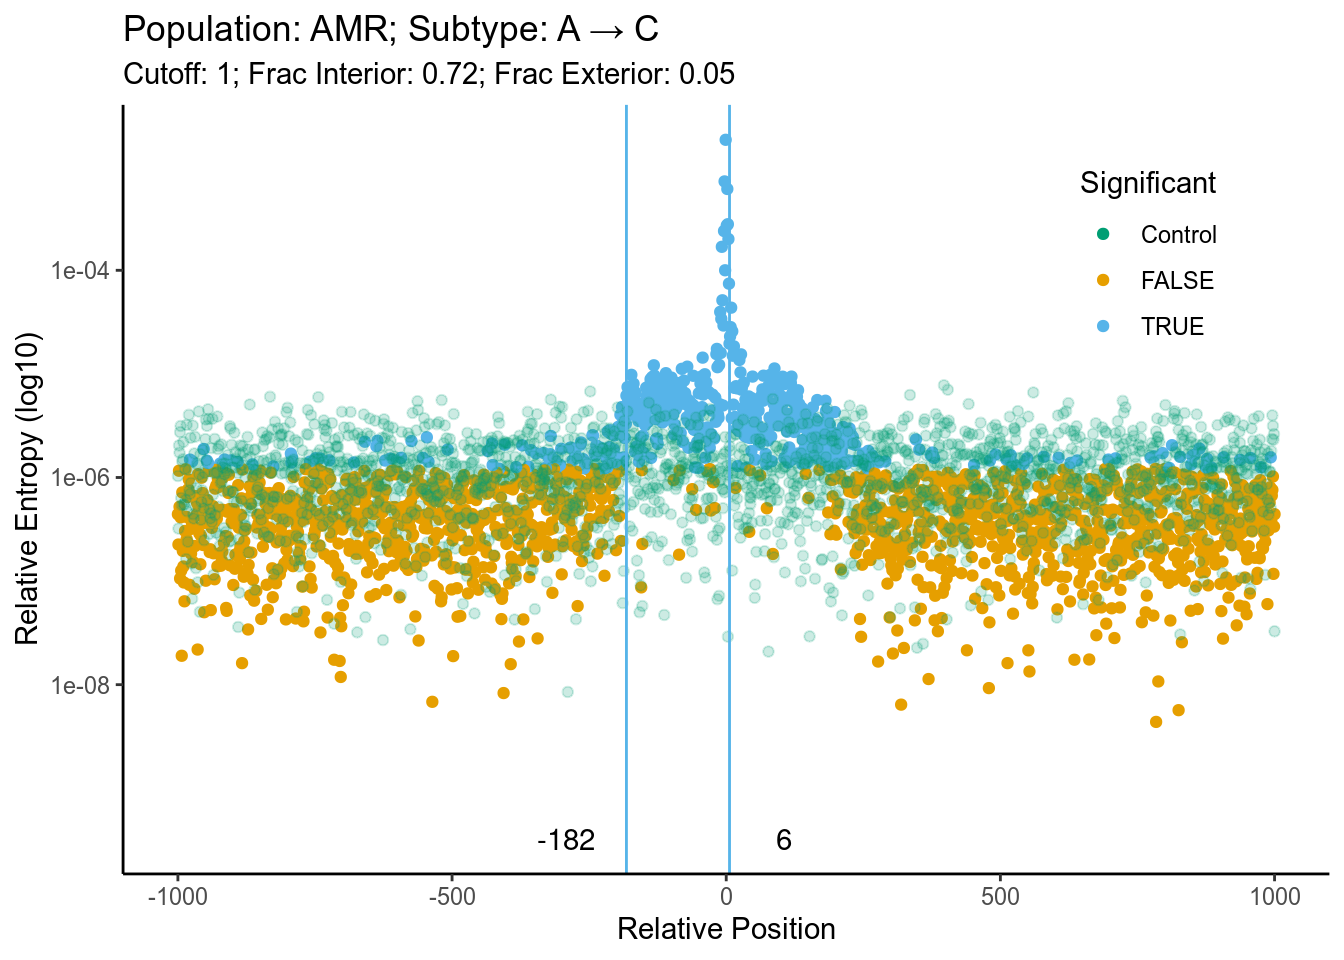 Population: AMR; Subtype: A → C
Cutoff: 1; Frac Interior: 0.72; Frac Exterior: 0.05
Relative Entropy (log10)
1e-04
1e-06
1e-08
Significant
Control
FALSE
TRUE
-182
6
-1000
-500
0
500
1000
Relative Position